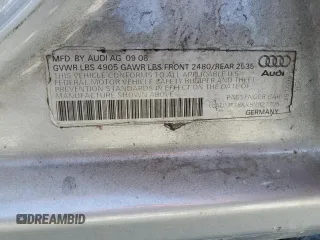 MFD. BY AUDI AG 09 08
GVWR LBS 4905 GAWR LBS FRONT 2480/REAR 2535
THIS VEHICLE CONFORMS TO ALL APPLICABLE
FEDERAL MOTOR VEHICLE SAFETY BUMPER AND THEFT
PREVENTION STANDARDS IN EFFECT ON THE DATE OF
MANUFACTURE SHOWN ABOVE
Audi
PASSENGER CAR
GERMANY
DREAMBID